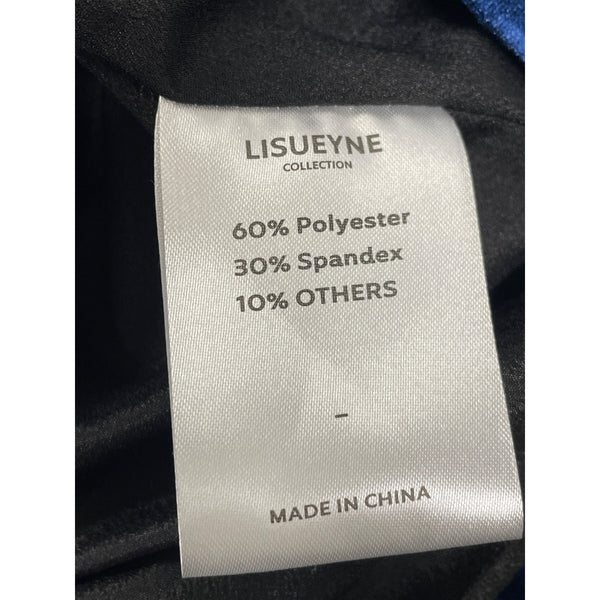 LISUEYNE
COLLECTION
60% Polyester
30% Spandex
10% OTHERS
-
MADE IN CHINA